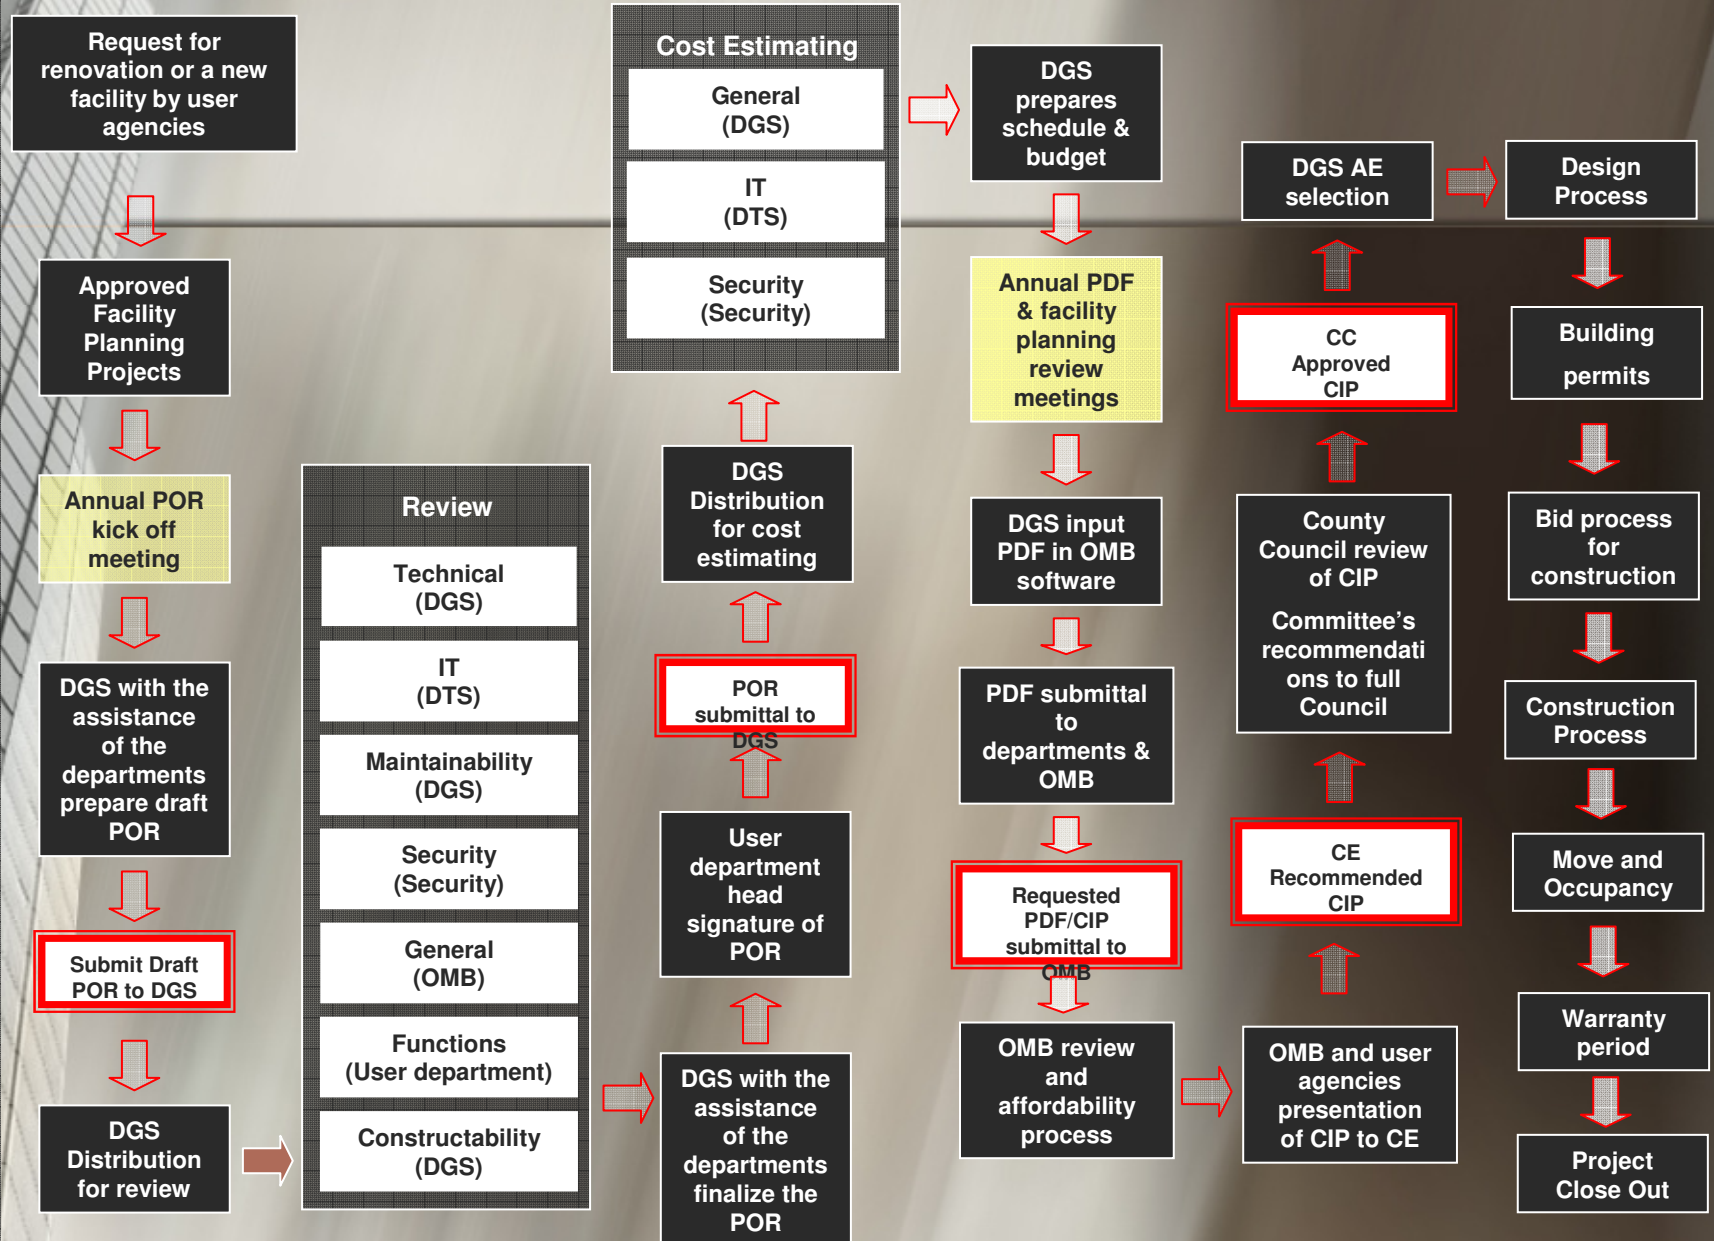 Request for
renovation or a new
facility by user
agencies
Approved
Facility
Planning
Projects
Annual POR
kick off
meeting
DGS with the
assistance
of the
departments
prepare draft
POR
Submit Draft
POR to DGS
DGS
Distribution
for review
Review
Technical
(DGS)
IT
(DTS)
Maintainability
(DGS)
Security
(Security)
General
(OMB)
Functions
(User department)
Constructability
(DGS)
DGS with the
assistance
of the
departments
finalize the
POR
User
department
head
signature of
POR
POR
submittal to
DGS
DGS
Distribution
for cost
estimating
Cost Estimating
General
(DGS)
IT
(DTS)
Security
(Security)
DGS
prepares
schedule &
budget
Annual PDF
& facility
planning
review
meetings
DGS input
PDF in OMB
software
PDF submittal
to
departments &
OMB
Requested
PDF/CIP
submittal to
OMB
OMB review
and
affordability
process
OMB and user
agencies
presentation
of CIP to CE
CE
Recommended
CIP
County
Council review
of CIP
Committee’s
recommendati
ons to full
Council
CC
Approved
CIP
DGS AE
selection
Design
Process
Building
permits
Bid process
for
construction
Construction
Process
Move and
Occupancy
Warranty
period
Project
Close Out